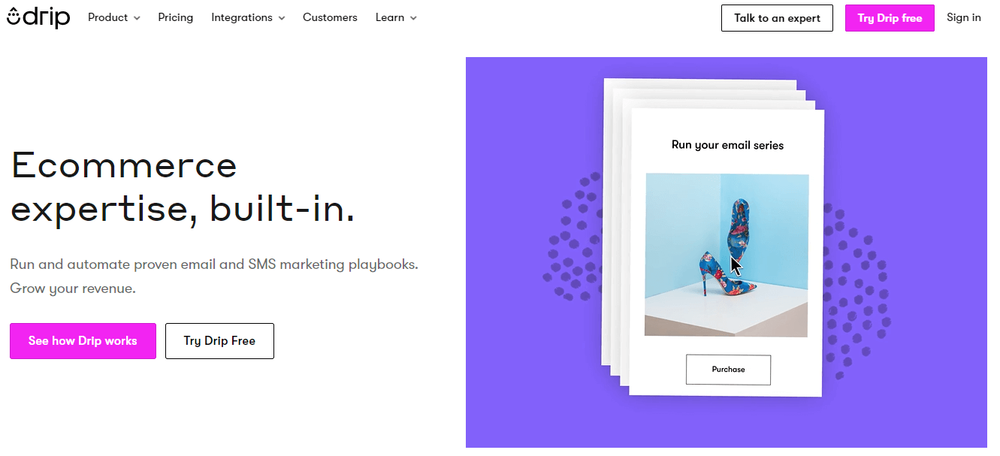 drip
Product
Pricing
Integrations
Customers
Learn
Talk to an expert
Try Drip free
Sign in
Ecommerce
expertise, built-in.
Run and automate proven email and SMS marketing playbooks.
Grow your revenue.
See how Drip works
Try Drip Free
Run your email series
Purchase